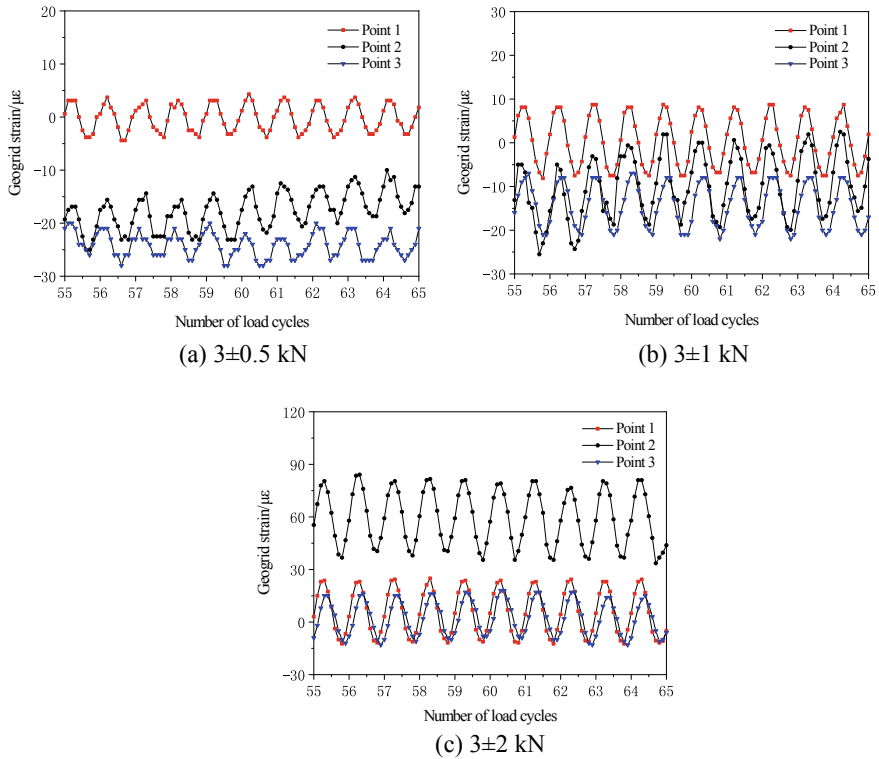 20
10
0
-10
-20
-30
Geogrid strain/με
Point 1
Point 2
Point 3
55 56 57 58 59 60 61 62 63 64 65
Number of load cycles
(a) 3±0.5 kN
30
20
10
0
-10
-20
-30
Geogrid strain/με
Point 1
Point 2
Point 3
55 56 57 58 59 60 61 62 63 64 65
Number of load cycles
(b) 3±1 kN
120
90
60
30
0
-30
Geogrid strain/με
Point 1
Point 2
Point 3
55 56 57 58 59 60 61 62 63 64 65
Number of load cycles
(c) 3±2 kN